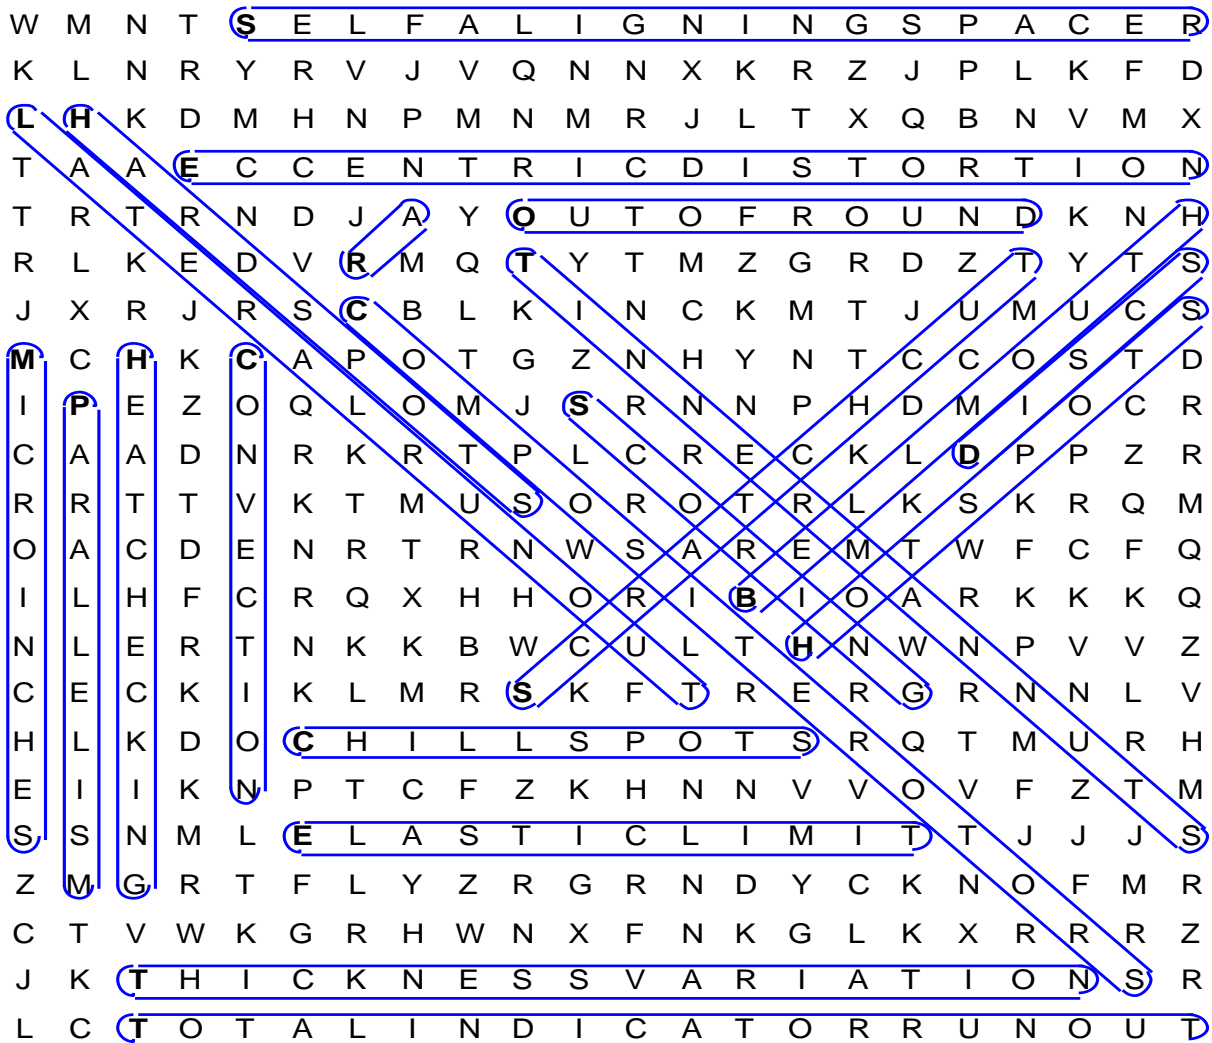 W M N T S E L F A L I G N I N G S P A C E R
K L N R Y R V J V Q N N X K R Z J P L K F D
L H K D M H N P M N M R J L T X Q B N V M X
T A A E C C E N T R I C D I S T O R T I O N
T R T R N D J A Y O U T O F R O U N D K N H
R L K E D V R M Q T Y T M Z G R D Z T Y T S
J X R J R S C B L K I N C K M T J U M U C S
M C H K C A P O T G Z N H Y N T C C O S T D
I P E Z O Q L O M J S R N N P H D M I O C R
C A A D N R K R T P L C R E C K L D P P Z R
R R T T V K T M U S O R O T R L K S K R Q M
O A C D E N R T R N W S A R E M T W F C F Q
I L H F C R Q X H H O R I B I O A R K K K Q
N L E R T N K K B W C U L T H N W N P V V Z
C E C K I K L M R S K F T R E R G R N N L V
H L K D O C H I L L S P O T S R Q T M U R H
E I I K N P T C F Z K H N N V V O V F Z T M
S S N M L E L A S T I C L I M I T T J J J S
Z M G R T F L Y Z R G R N D Y C K N O F M R
C T V W K G R H W N X F N K G L K X R R R Z
J K T H I C K N E S S V A R I A T I O N S R
L C T O T A L I N D I C A T O R R U N O U T